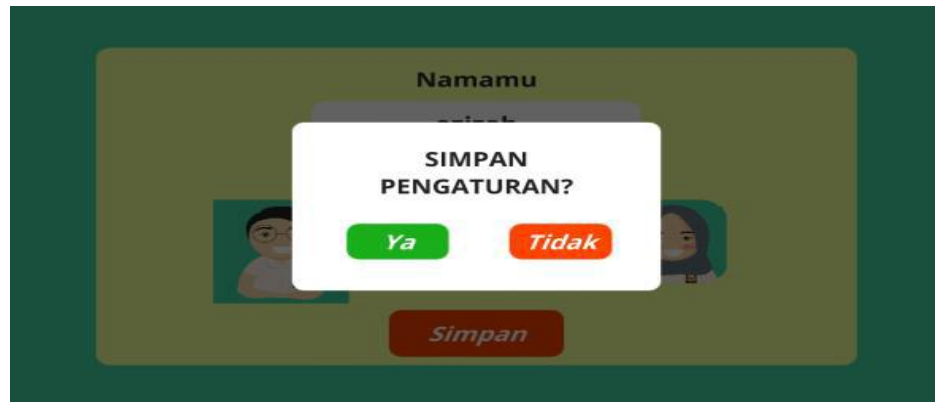 Namamu
SIMPAN
PENGATURAN?
Ya
Tidak
Simpan